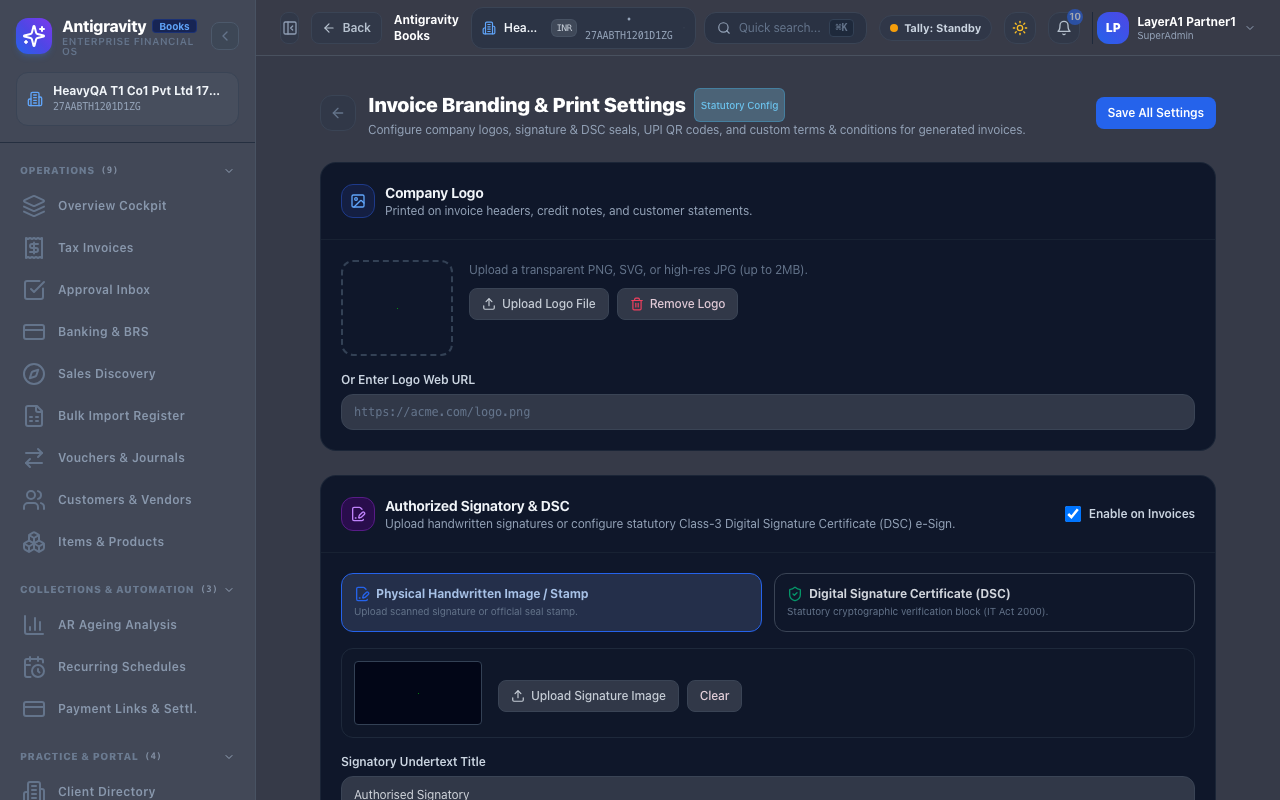 Antigravity Books
ENTERPRISE FINANCIAL OS
HeavyQA T1 Co1 Pvt Ltd 17...
27AABTH1201D1ZG
OPERATIONS (9)
Overview Cockpit
Tax Invoices
Approval Inbox
Banking & BRS
Sales Discovery
Bulk Import Register
Vouchers & Journals
Customers & Vendors
Items & Products
COLLECTIONS & AUTOMATION (3)
AR Ageing Analysis
Recurring Schedules
Payment Links & Settl.
PRACTICE & PORTAL (4)
Client Directory
Back
Antigravity Books
Hea... INR • 27AABTH1201D1ZG
Quick search... ⌘K
Tally: Standby
10
LP
LayerA1 Partner1
SuperAdmin
Invoice Branding & Print Settings Statutory Config
Configure company logos, signature & DSC seals, UPI QR codes, and custom terms & conditions for generated invoices.
Save All Settings
Company Logo
Printed on invoice headers, credit notes, and customer statements.
Upload a transparent PNG, SVG, or high-res JPG (up to 2MB).
Upload Logo File Remove Logo
Or Enter Logo Web URL
https://acme.com/logo.png
Authorized Signatory & DSC
Upload handwritten signatures or configure statutory Class-3 Digital Signature Certificate (DSC) e-Sign.
Enable on Invoices
Physical Handwritten Image / Stamp
Upload scanned signature or official seal stamp.
Digital Signature Certificate (DSC)
Statutory cryptographic verification block (IT Act 2000).
Upload Signature Image Clear
Signatory Undertext Title
Authorised Signatory